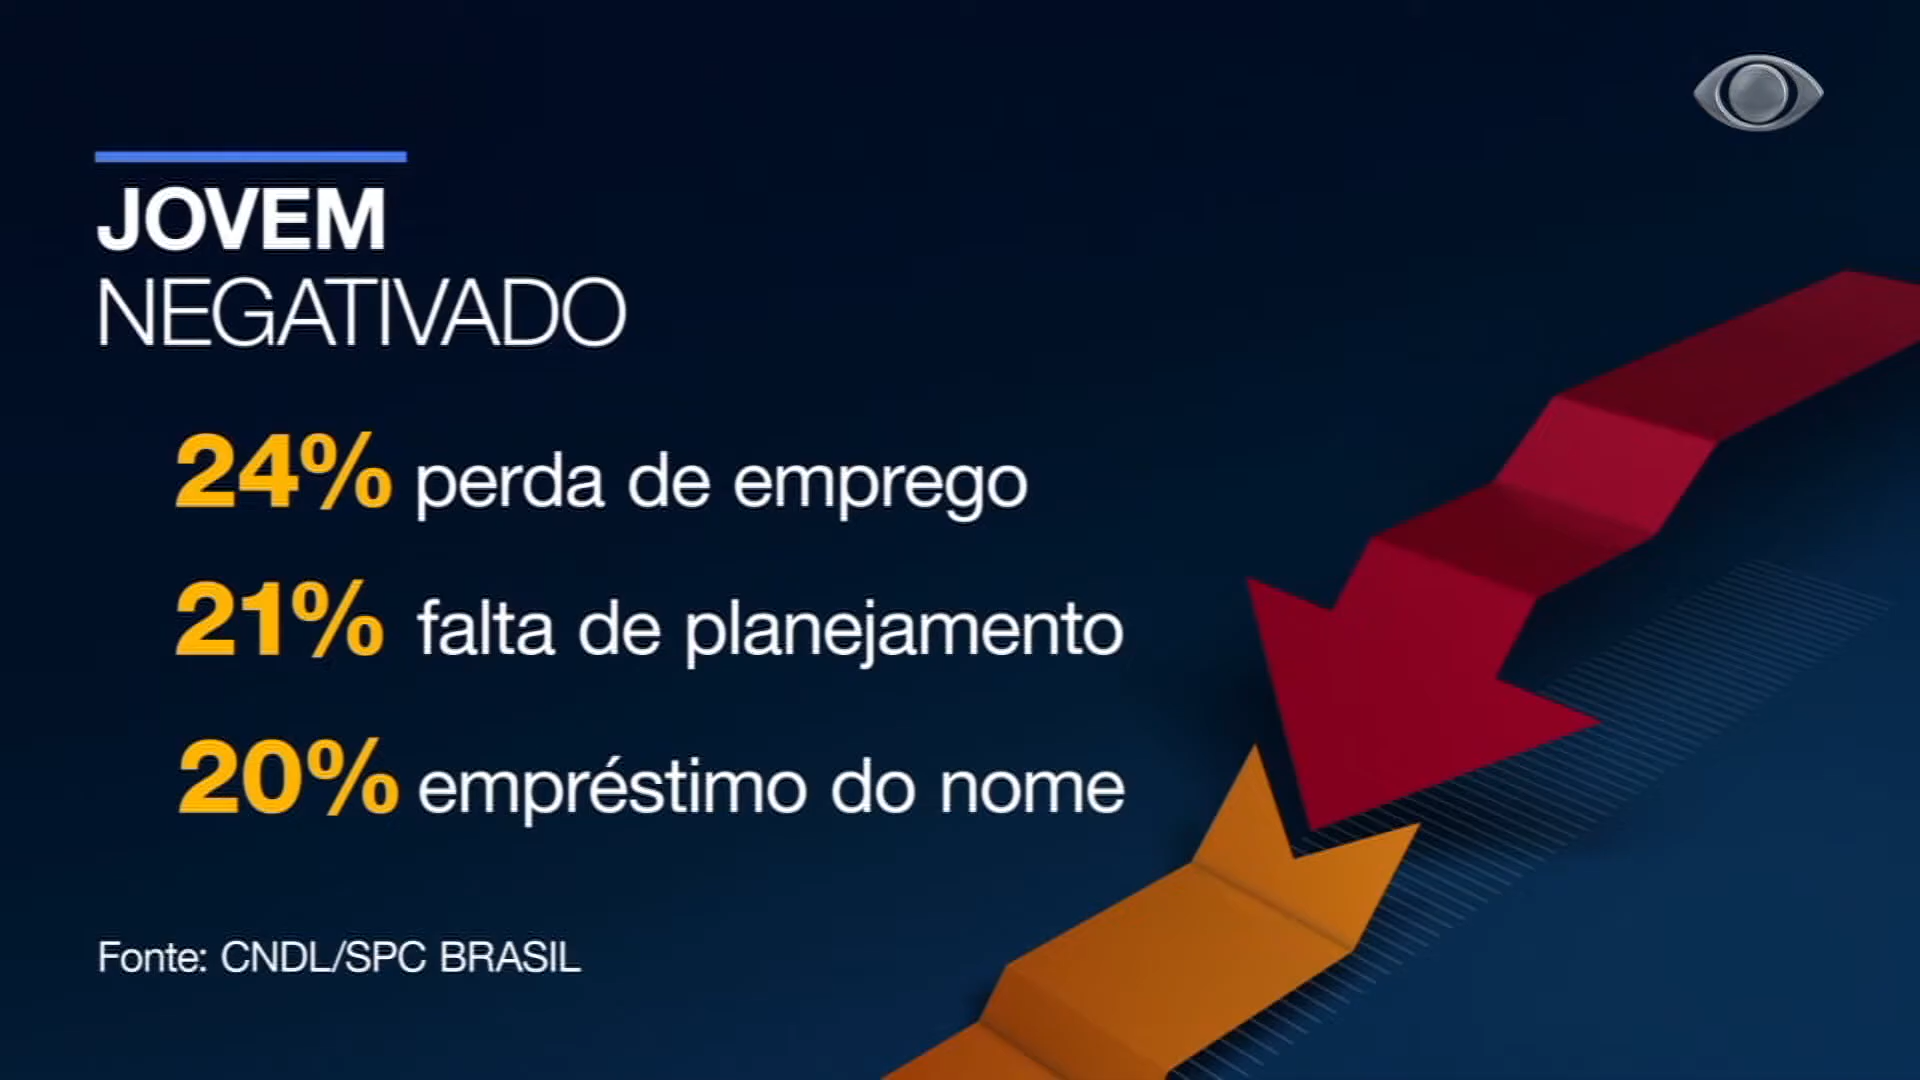 JOVEM
NEGATIVADO
24% perda de emprego
21% falta de planejamento
20% empréstimo do nome
Fonte: CNDL/SPC BRASIL